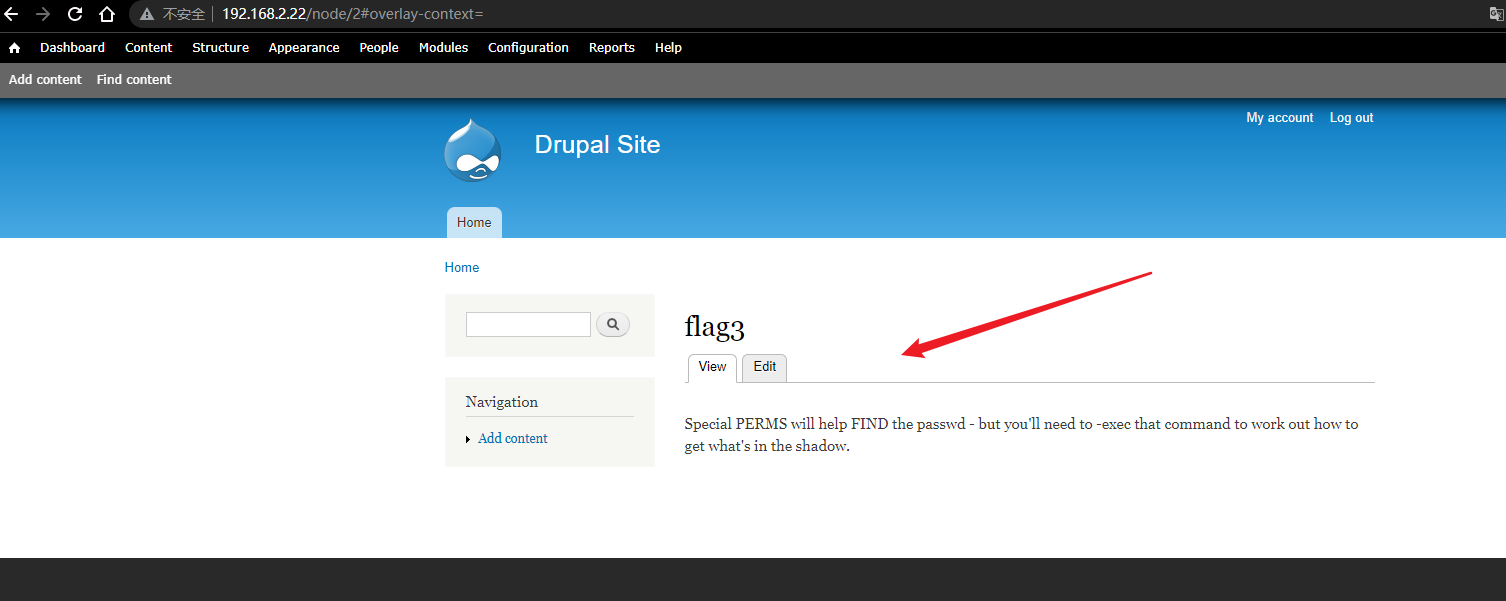 不安全 192.168.2.22/node/2#overlay-context=
Dashboard Content Structure Appearance People Modules Configuration Reports Help
Add content Find content
My account Log out
Drupal Site
Home
Home
flag3
View Edit
Navigation
Add content
Special PERMS will help FIND the passwd - but you'll need to -exec that command to work out how to
get what's in the shadow.